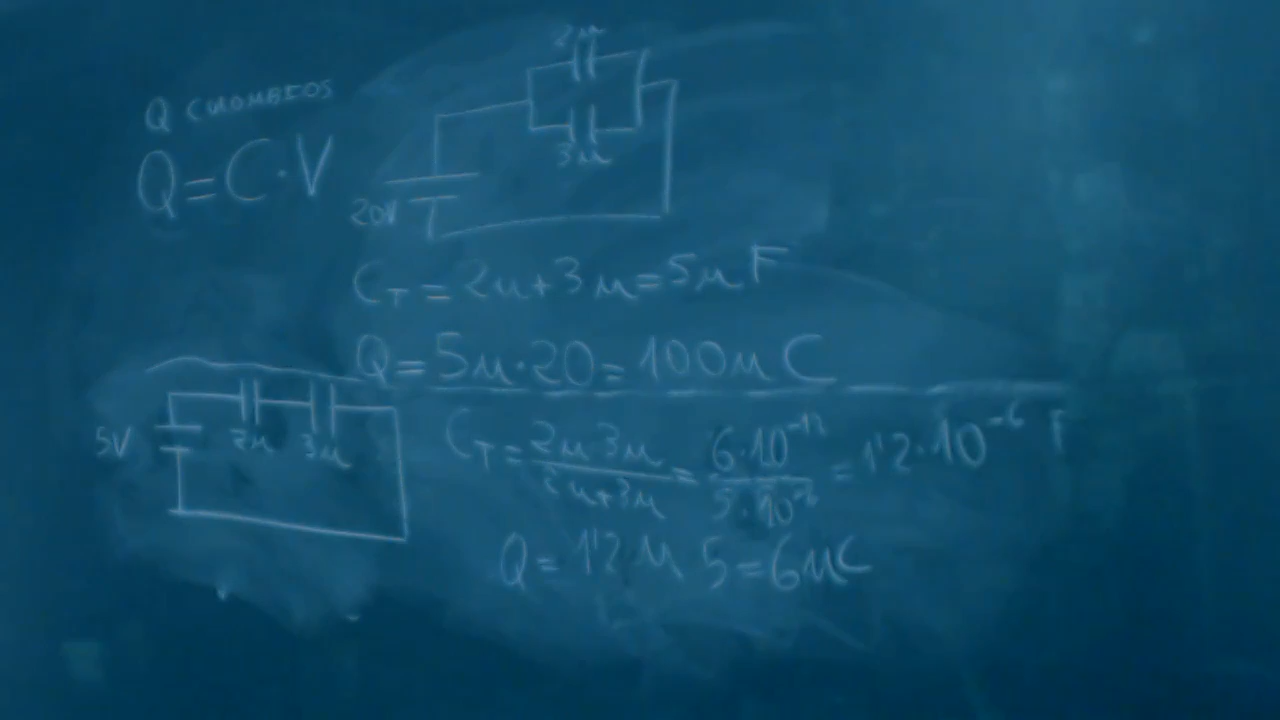 Q CULOMBIOS
Q=C·V
2μ
3μ
20V
C_T=2μ+3μ=5μF
Q=5μ·20=100μC
5V
2μ 3μ
C_T=2μ 3μ/2μ+3μ=6·10^-12/5·10^-6=1'2·10^-6 F
Q=1'2μ 5=6μC